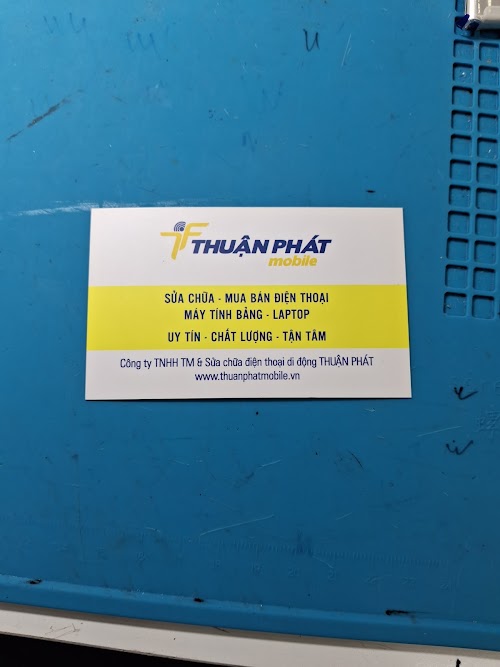 THUẬN PHÁT
mobile
SỬA CHỮA - MUA BÁN ĐIỆN THOẠI
MÁY TÍNH BẢNG - LAPTOP
UY TÍN - CHẤT LƯỢNG - TẬN TÂM
Công ty TNHH TM & Sửa chữa điện thoại di động THUẬN PHÁT
www.thuanphatmobile.vn